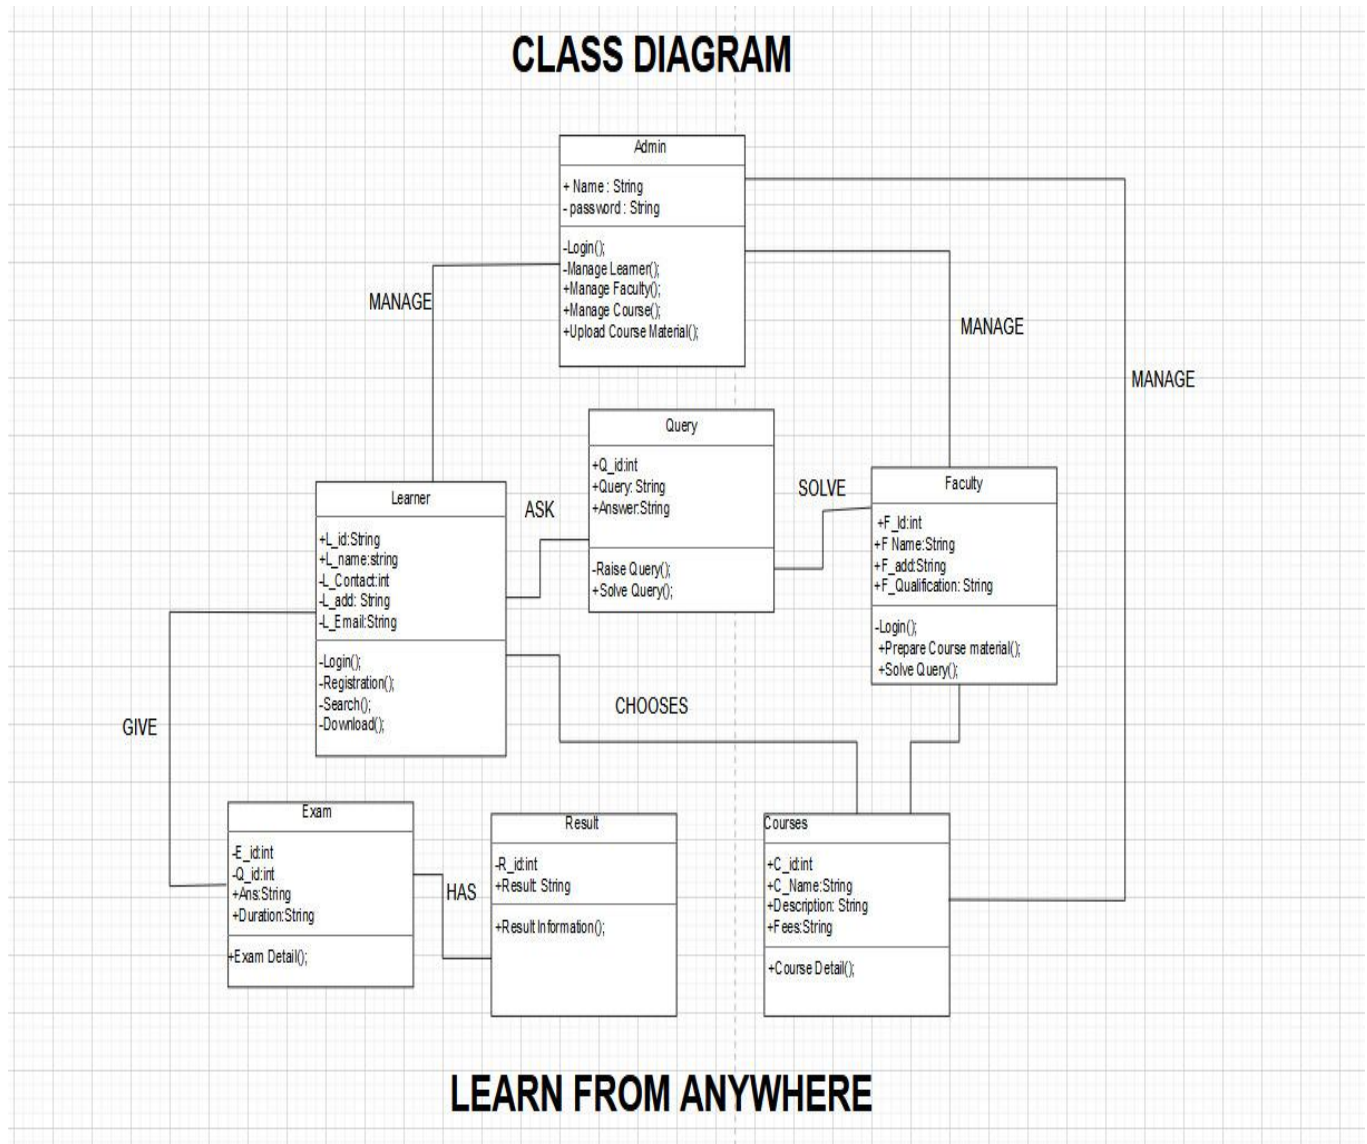 CLASS DIAGRAM
Admin
+ Name : String
- password : String
-Login();
-Manage Learner();
+Manage Faculty();
+Manage Course();
+Upload Course Material();
MANAGE
MANAGE
MANAGE
Query
+Q_id:int
+Query: String
+Answer:String
-Raise Query();
+Solve Query();
ASK
SOLVE
Learner
+L_id:String
+L_name:string
-L_Contact:int
-L_add: String
-L_Email:String
-Login();
-Registration();
-Search();
-Download();
Faculty
+F_Id:int
+F Name:String
+F_add:String
+F_Qualification: String
-Login();
+Prepare Course material();
+Solve Query();
CHOOSES
GIVE
Exam
-E_id:int
-Q_id:int
+Ans:String
+Duration:String
+Exam Detail();
HAS
Result
-R_id:int
+Result: String
+Result Information();
Courses
+C_id:int
+C_Name:String
+Description: String
+Fees:String
+Course Detail();
LEARN FROM ANYWHERE